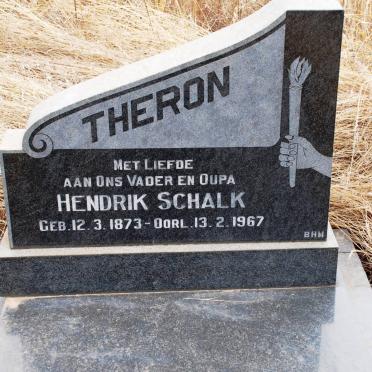 THERON
MET LIEFDE
AAN ONS VADER EN OUPA
HENDRIK SCHALK
GEB. 12. 3. 1873 - OORL. 13. 2. 1967
BHM